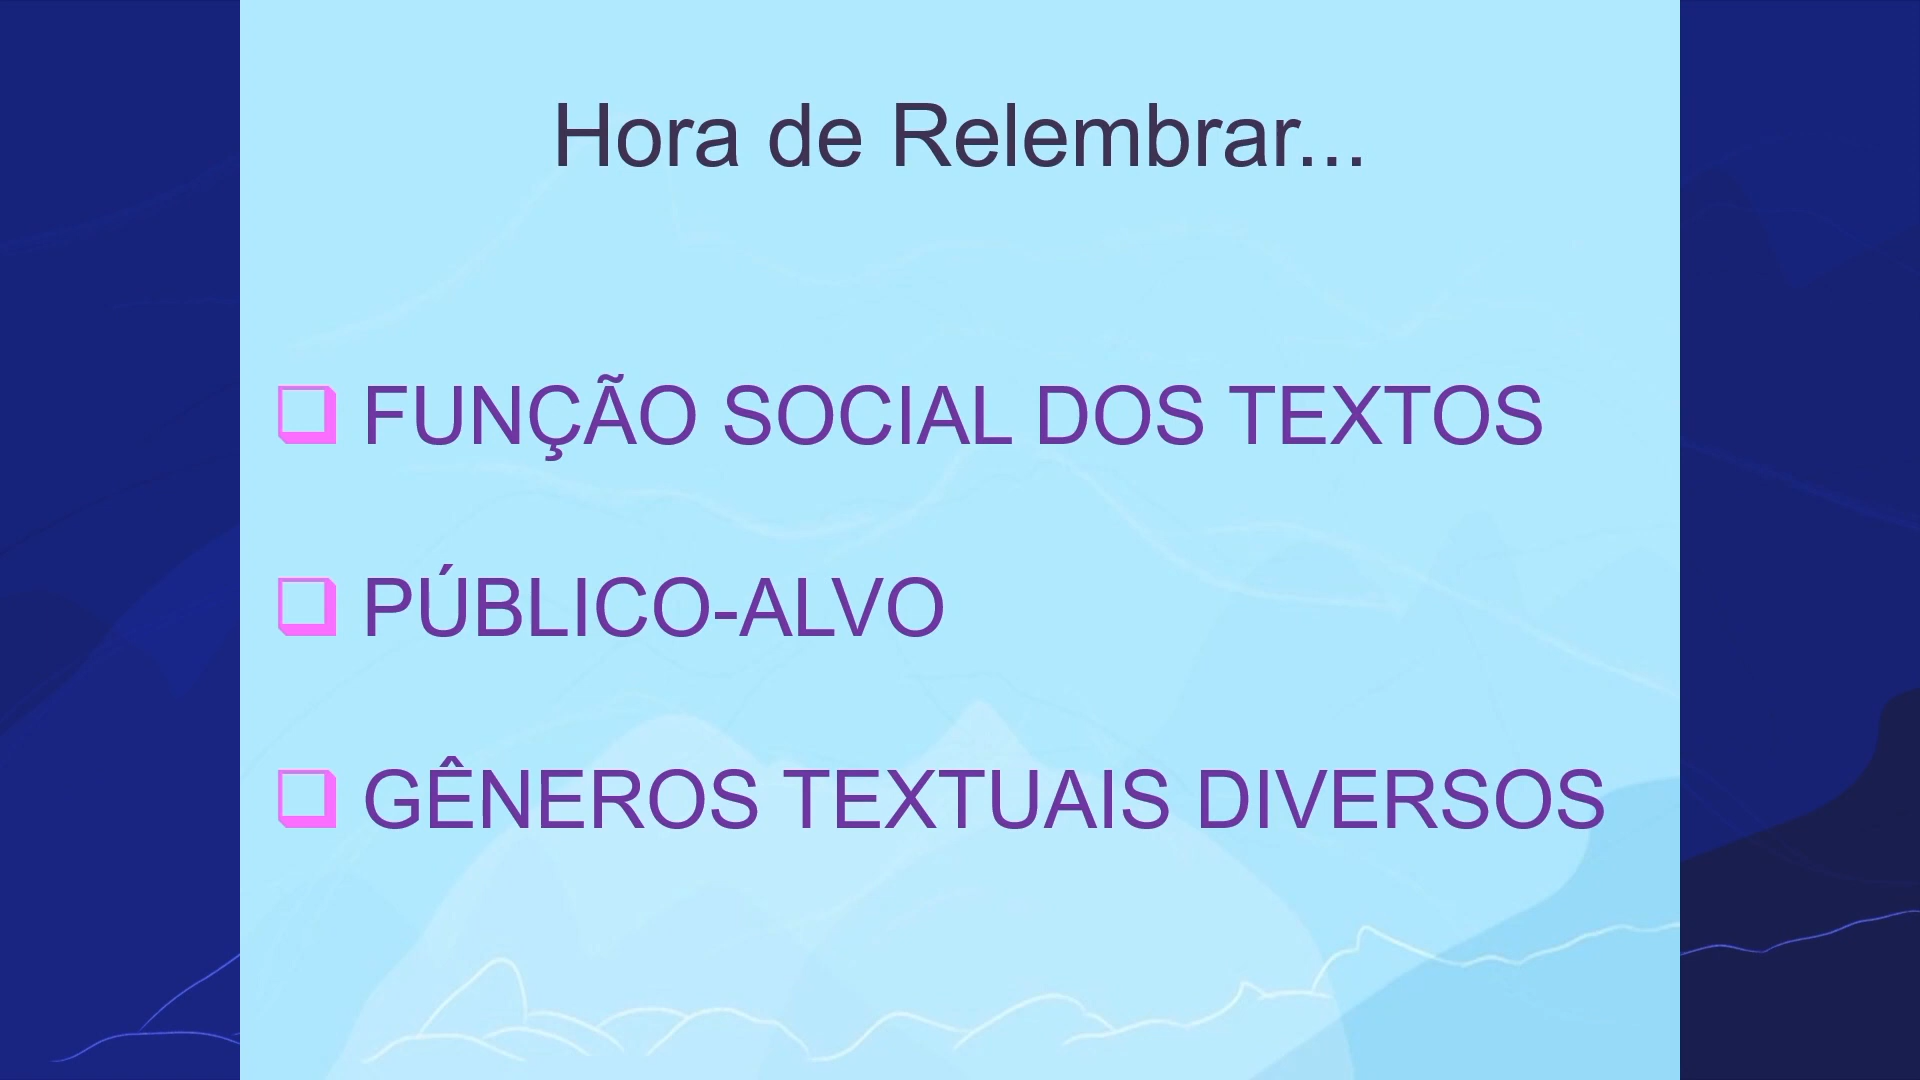 Hora de Relembrar...
FUNÇÃO SOCIAL DOS TEXTOS
PÚBLICO-ALVO
GÊNEROS TEXTUAIS DIVERSOS